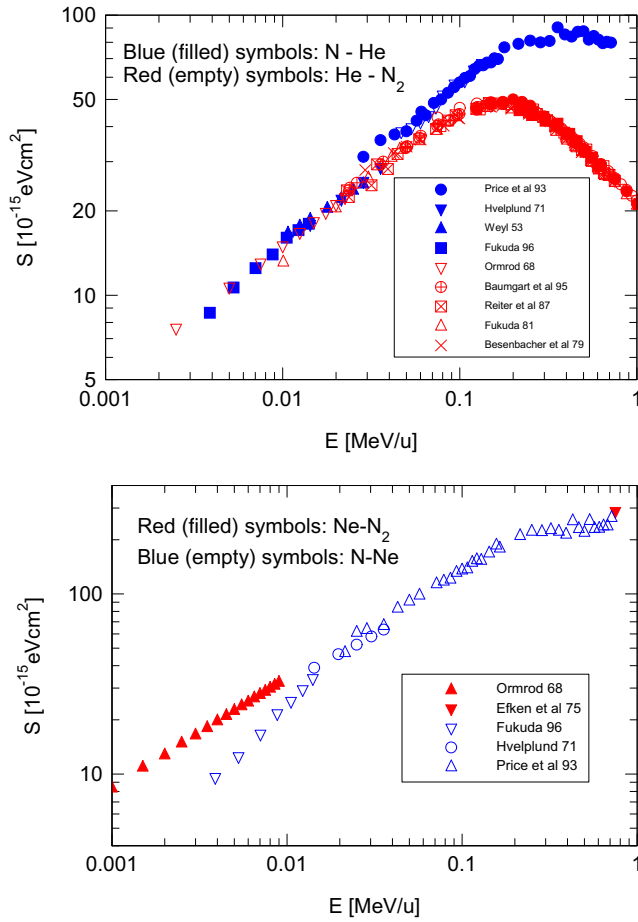 100
50
20
10
5
S [10⁻¹⁵eVcm²]
Blue (filled) symbols: N - He
Red (empty) symbols: He - N₂
Price et al 93
Hvelplund 71
Weyl 53
Fukuda 96
Ormrod 68
Baumgart et al 95
Reiter et al 87
Fukuda 81
Besenbacher et al 79
0.001 0.01 0.1 1
E [MeV/u]
100
10
S [10⁻¹⁵eVcm²]
Red (filled) symbols: Ne-N₂
Blue (empty) symbols: N-Ne
Ormrod 68
Efken et al 75
Fukuda 96
Hvelplund 71
Price et al 93
0.001 0.01 0.1 1
E [MeV/u]